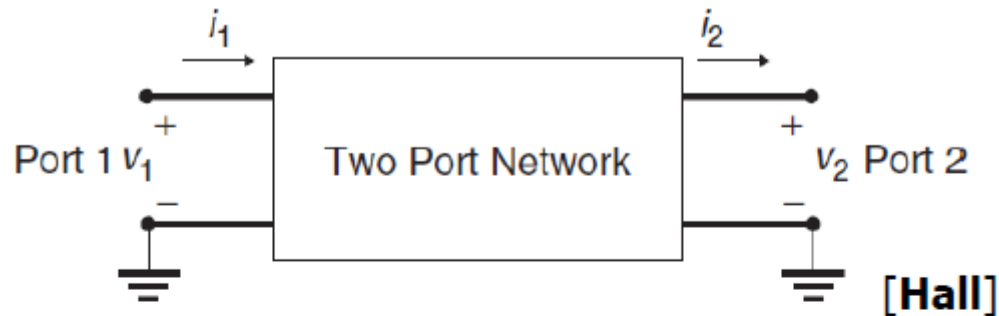 i1 i2
+ +
Port 1 v1 Two Port Network v2 Port 2
− −
[Hall]